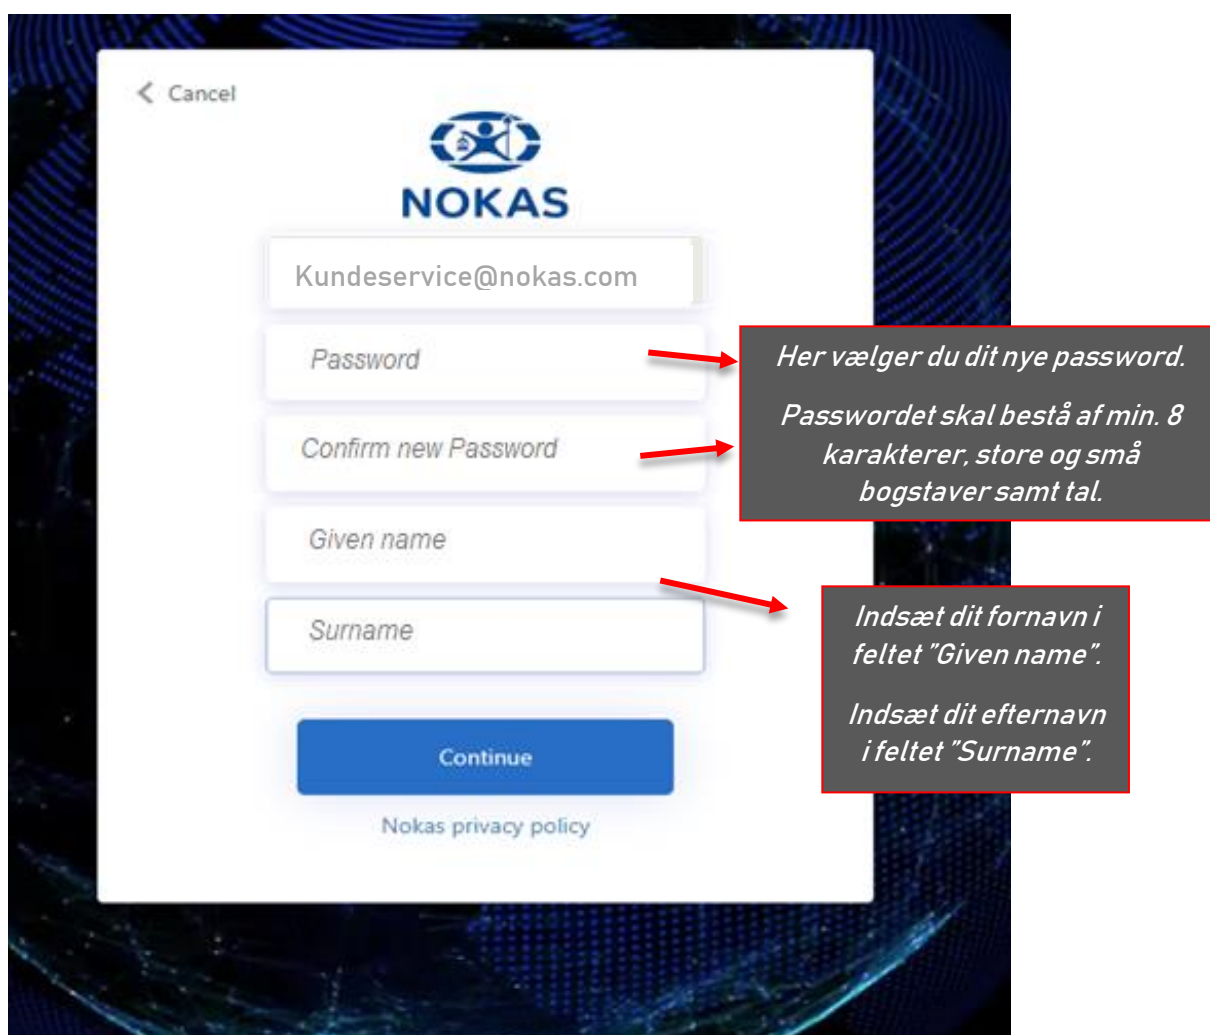 Cancel
NOKAS
Kundeservice@nokas.com
Password
Confirm new Password
Given name
Surname
Continue
Nokas privacy policy
Her vælger du dit nye password.
Passwordet skal bestå af min. 8
karakterer, store og små
bogstaver samt tal.
Indsæt dit fornavn i
feltet ”Given name”.
Indsæt dit efternavn
i feltet ”Surname”.